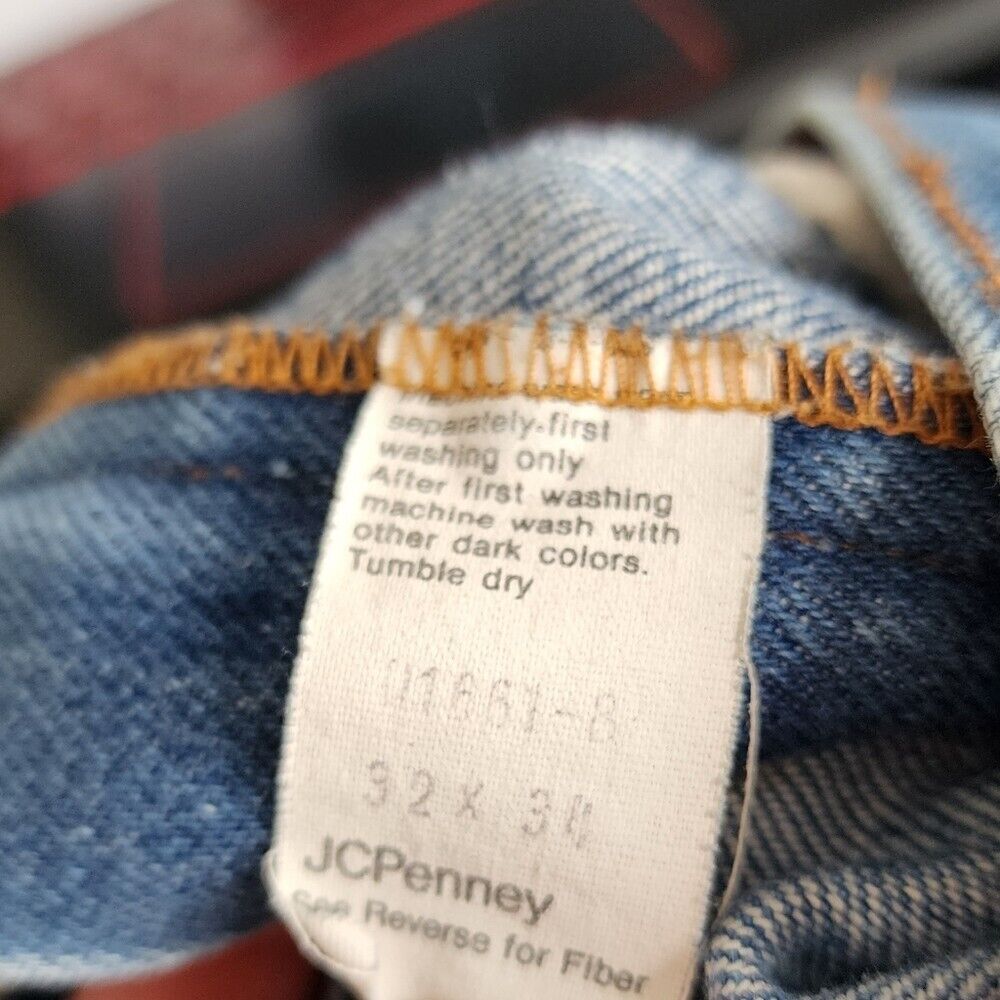 separately-first
washing only
After first washing
machine wash with
other dark colors.
Tumble dry
32 X 34
JCPenney
See Reverse for Fiber